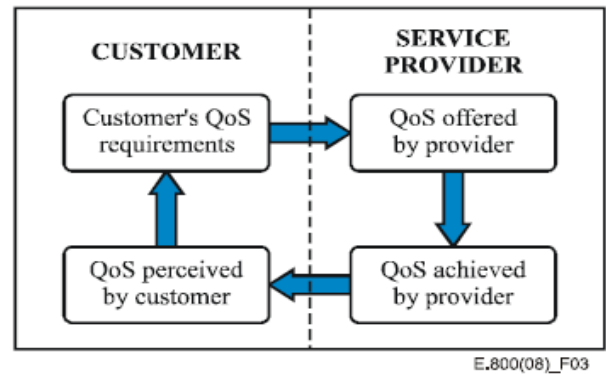 CUSTOMER
SERVICE
PROVIDER
Customer's QoS
requirements
QoS offered
by provider
QoS perceived
by customer
QoS achieved
by provider
E.800(08)_F03